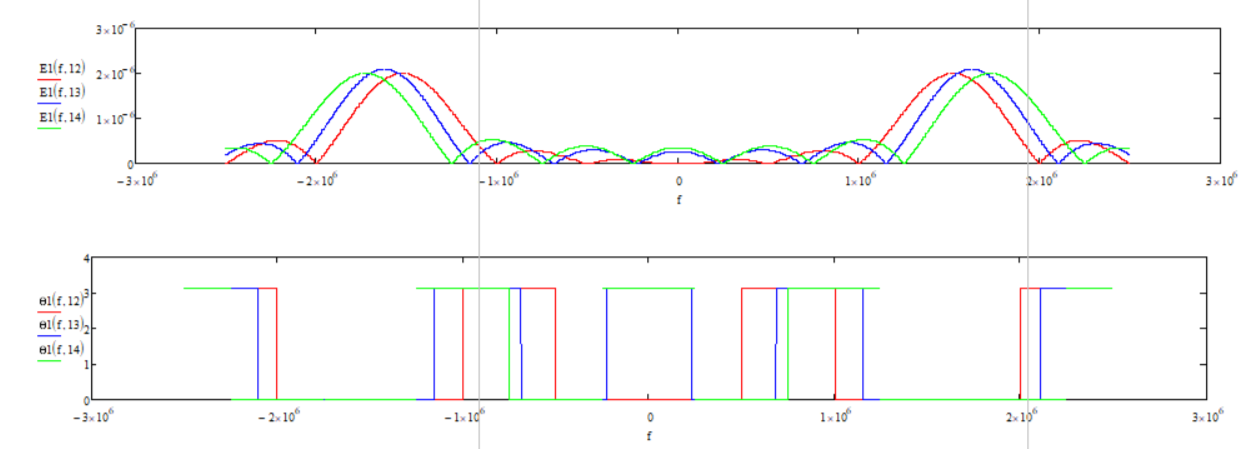 3×10⁻⁶
E1(f,12)
2×10⁻⁶
E1(f,13)
E1(f,14)
1×10⁻⁶
0
−3×10⁶ −2×10⁶ −1×10⁶ 0 1×10⁶ 2×10⁶ 3×10⁶
f
4
θ1(f,12)
3
θ1(f,13)
2
θ1(f,14)
1
0
−3×10⁶ −2×10⁶ −1×10⁶ 0 1×10⁶ 2×10⁶ 3×10⁶
f